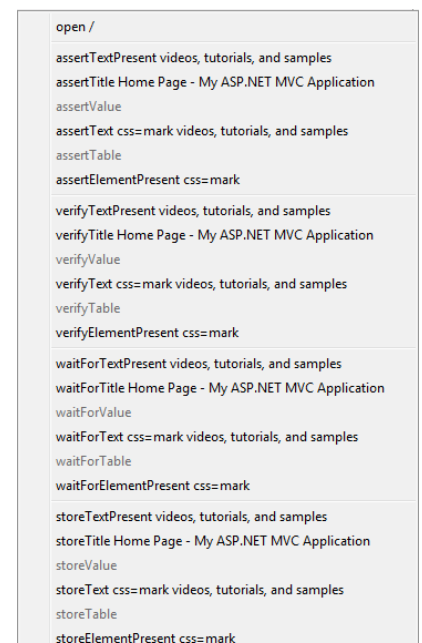 open /
assertTextPresent videos, tutorials, and samples
assertTitle Home Page - My ASP.NET MVC Application
assertValue
assertText css=mark videos, tutorials, and samples
assertTable
assertElementPresent css=mark
verifyTextPresent videos, tutorials, and samples
verifyTitle Home Page - My ASP.NET MVC Application
verifyValue
verifyText css=mark videos, tutorials, and samples
verifyTable
verifyElementPresent css=mark
waitForTextPresent videos, tutorials, and samples
waitForTitle Home Page - My ASP.NET MVC Application
waitForValue
waitForText css=mark videos, tutorials, and samples
waitForTable
waitForElementPresent css=mark
storeTextPresent videos, tutorials, and samples
storeTitle Home Page - My ASP.NET MVC Application
storeValue
storeText css=mark videos, tutorials, and samples
storeTable
storeElementPresent css=mark